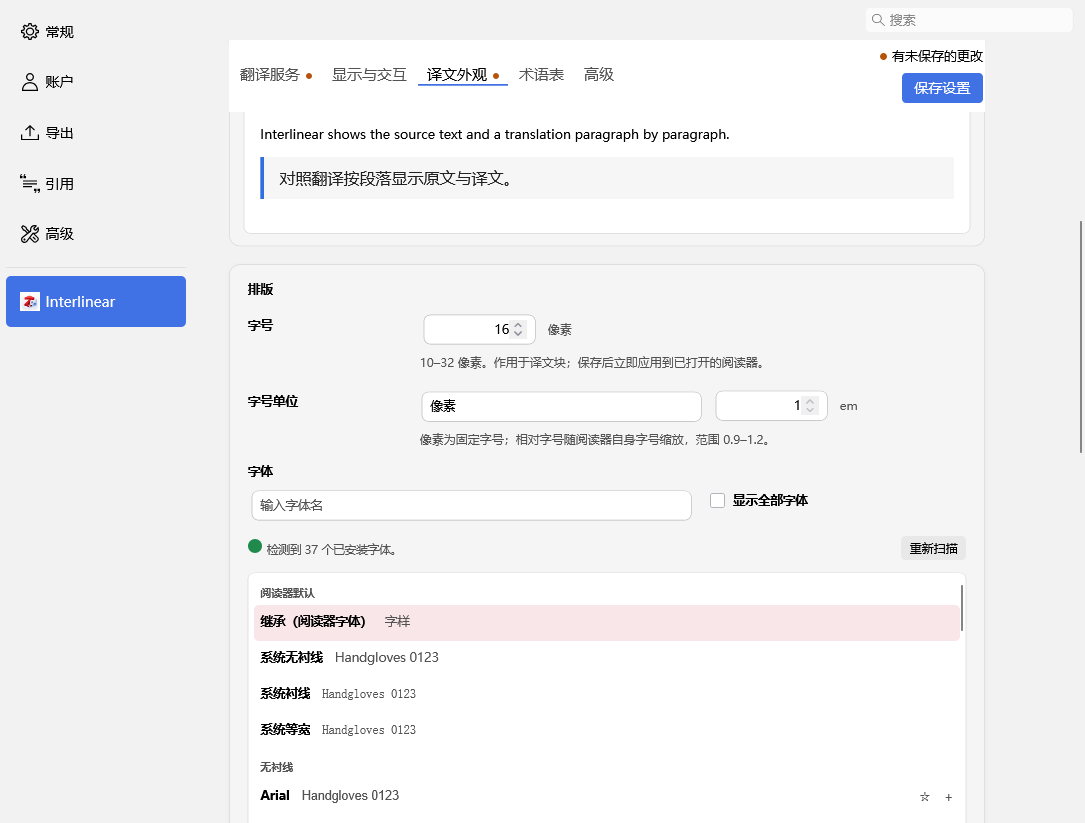 常规
账户
导出
引用
高级
Interlinear
搜索
翻译服务
显示与交互
译文外观
术语表
高级
有未保存的更改
保存设置
Interlinear shows the source text and a translation paragraph by paragraph.
对照翻译按段落显示原文与译文。
排版
字号
16
像素
10–32 像素。作用于译文块；保存后立即应用到已打开的阅读器。
字号单位
像素
1
em
像素为固定字号；相对字号随阅读器自身字号缩放，范围 0.9–1.2。
字体
输入字体名
显示全部字体
检测到 37 个已安装字体。
重新扫描
阅读器默认
继承（阅读器字体） 字样
系统无衬线 Handgloves 0123
系统衬线 Handgloves 0123
系统等宽 Handgloves 0123
无衬线
Arial Handgloves 0123 ☆ +